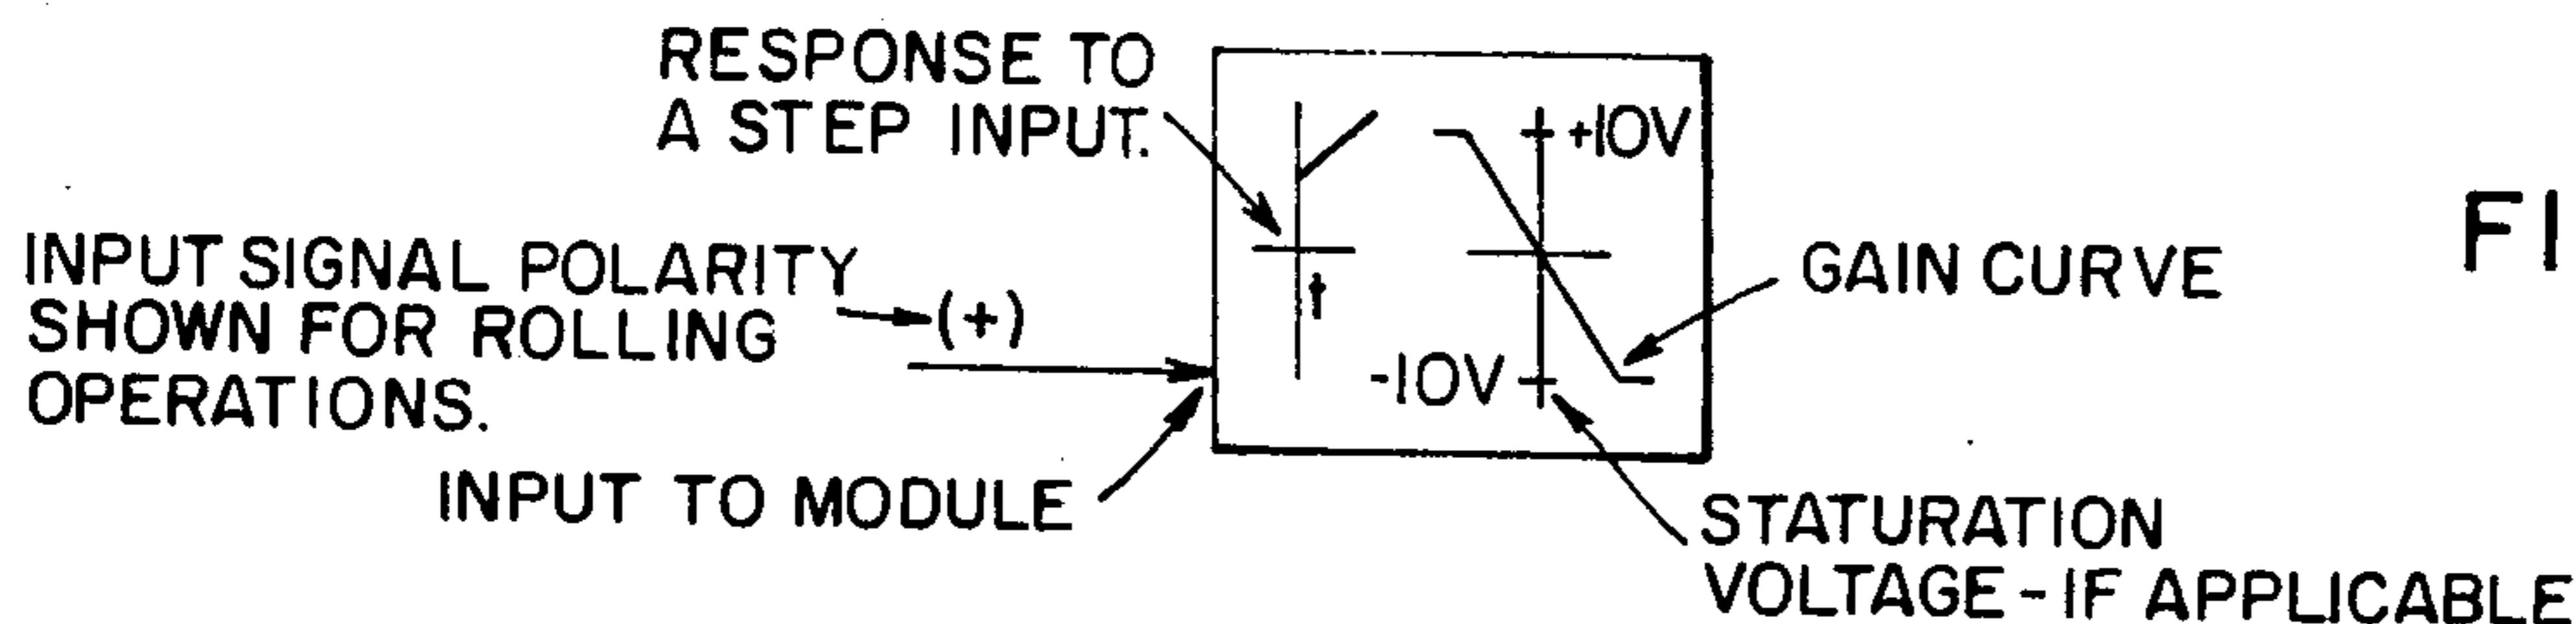 RESPONSE TO
A STEP INPUT.
+10V
INPUT SIGNAL POLARITY
SHOWN FOR ROLLING
OPERATIONS.
(+)
t
GAIN CURVE
-10V
INPUT TO MODULE
STATURATION
VOLTAGE-IF APPLICABLE
FI